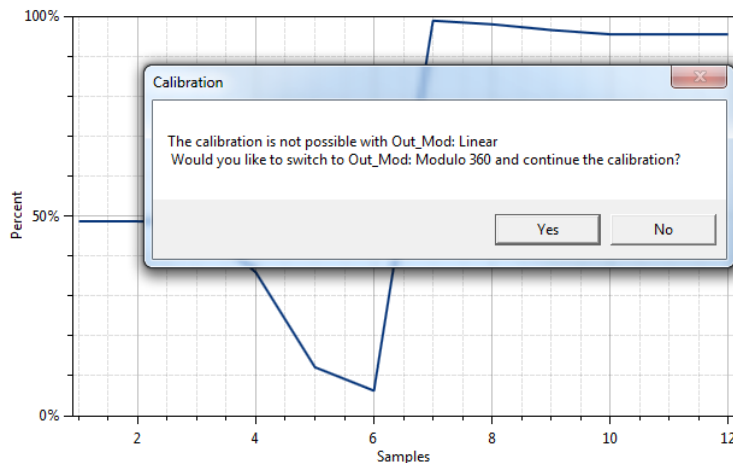 100%
Calibration
The calibration is not possible with Out_Mod: Linear
Would you like to switch to Out_Mod: Modulo 360 and continue the calibration?
Yes No
Percent
50%
0%
2 4 6 8 10 12
Samples